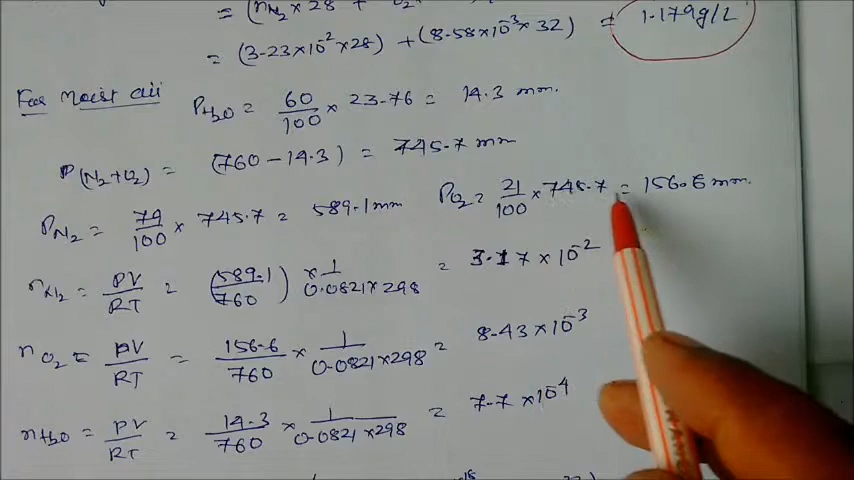 = (nN₂ × 28 +
= (3.23×10⁻² ×28) + (8.58×10⁻³ × 32) = 1.179g/L
For Moist air PH₂O = 60/100 × 23.76 = 14.3 mm.
P(N₂+O₂) = (760 - 14.3) = 745.7 mm
PN₂ = 79/100 × 745.7 = 589.1mm PO₂ = 21/100 × 745.7 = 156.6 mm.
nN₂ = PV/RT = (589.1/760) × 1/0.0821×298 = 3.17 × 10⁻²
nO₂ = PV/RT = 156.6/760 × 1/0.0821×298 = 8.43 × 10⁻³
nH₂O = PV/RT = 14.3/760 × 1/0.0821 ×298 = 7.7 ×10⁻⁴